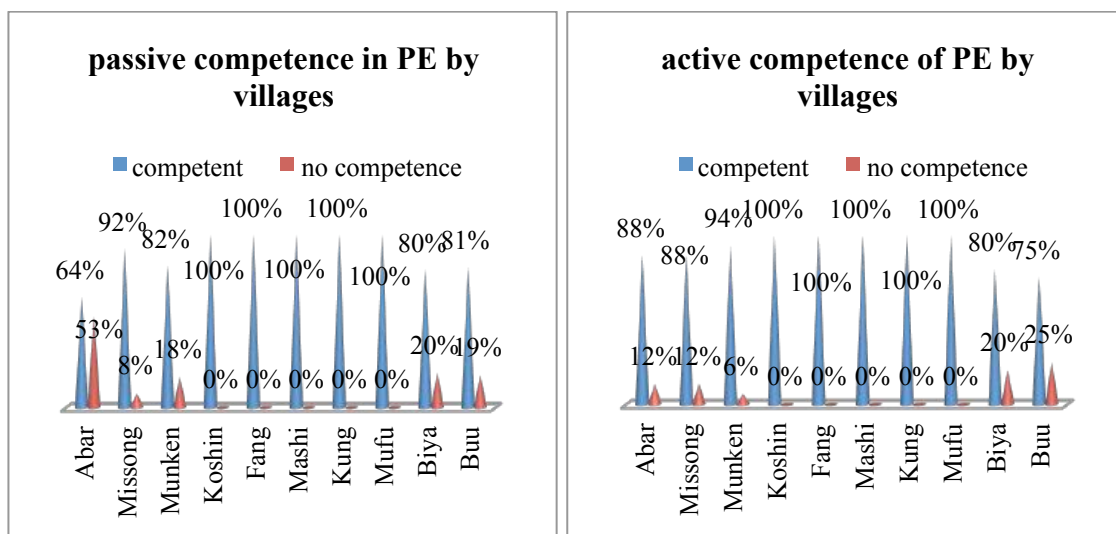 passive competence in PE by
villages
competent no competence
100% 100%
92%
82% 80% 81%
100% 100% 100%
64%
53%
18% 20% 19%
8%
0% 0% 0% 0% 0%
Abar
Missong
Munken
Koshin
Fang
Mashi
Kung
Mufu
Biya
Buu
active competence of PE by
villages
competent no competence
100% 100% 100%
94%
88% 88% 80% 75%
100% 100%
25%
12% 12% 6% 20%
0% 0% 0% 0% 0%
Abar
Missong
Munken
Koshin
Fang
Mashi
Kung
Mufu
Biya
Buu